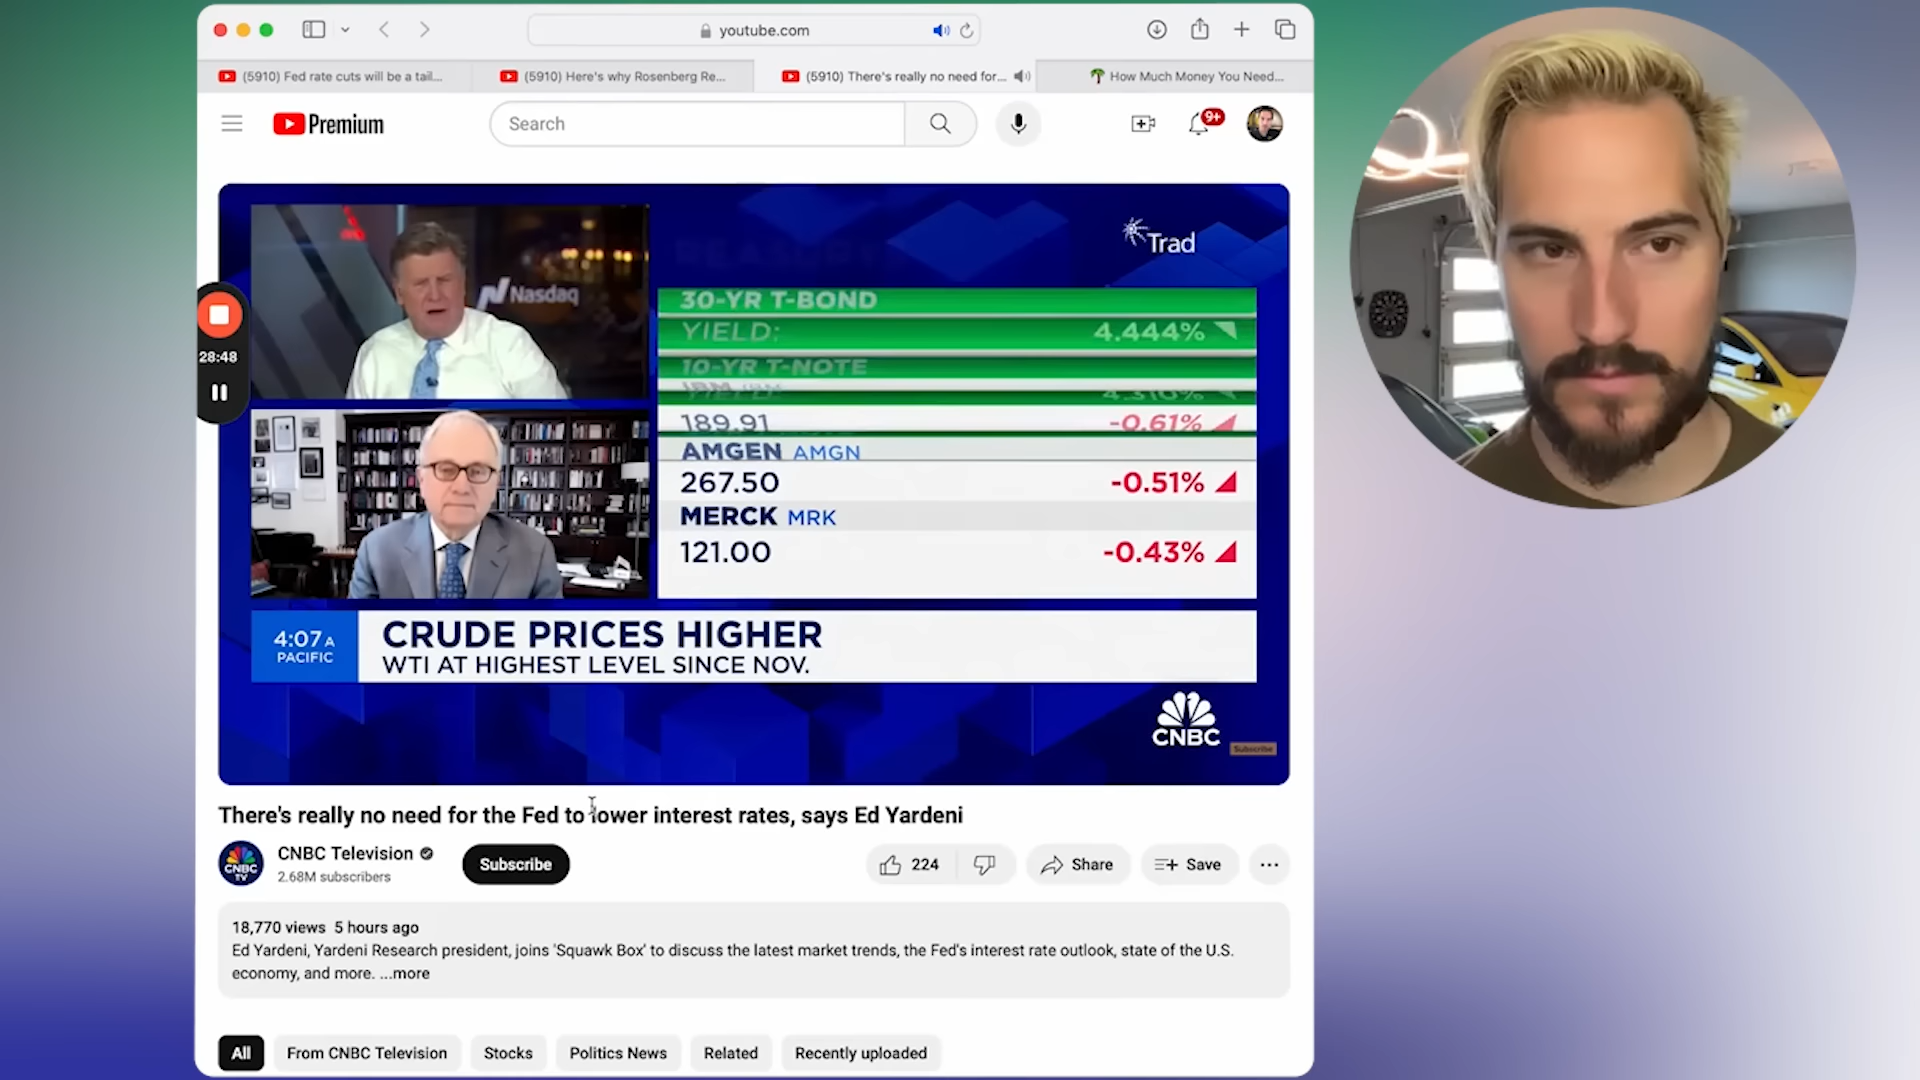 youtube.com
(5910) Fed rate cuts will be a tail...
(5910) Here's why Rosenberg Re...
(5910) There's really no need for...
How Much Money You Need...
Premium
Search
9+
Nasdaq
Trad
30-YR T-BOND
YIELD:
4.444%
10-YR T-NOTE
189.91
-0.61%
AMGEN AMGN
267.50
-0.51%
MERCK MRK
121.00
-0.43%
28:48
4:07 A
PACIFIC
CRUDE PRICES HIGHER
WTI AT HIGHEST LEVEL SINCE NOV.
CNBC
Subscribe
There's really no need for the Fed to lower interest rates, says Ed Yardeni
CNBC
TV
CNBC Television
2.68M subscribers
Subscribe
224
Share
Save
18,770 views 5 hours ago
Ed Yardeni, Yardeni Research president, joins 'Squawk Box' to discuss the latest market trends, the Fed's interest rate outlook, state of the U.S.
economy, and more. ...more
All
From CNBC Television
Stocks
Politics News
Related
Recently uploaded